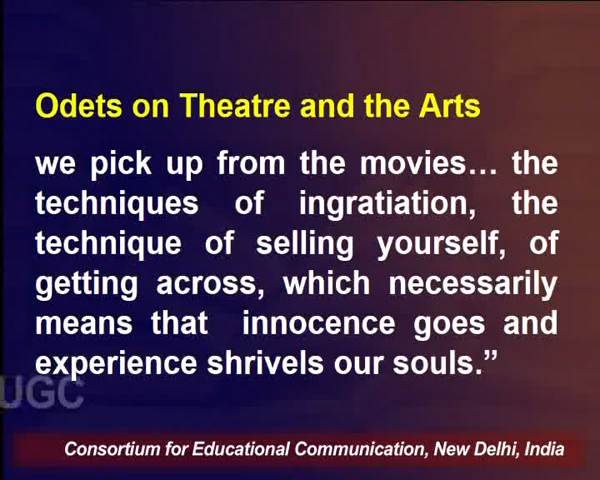 Odets on Theatre and the Arts
we pick up from the movies… the
techniques of ingratiation, the
technique of selling yourself, of
getting across, which necessarily
means that innocence goes and
experience shrivels our souls.”
UGC
Consortium for Educational Communication, New Delhi, India